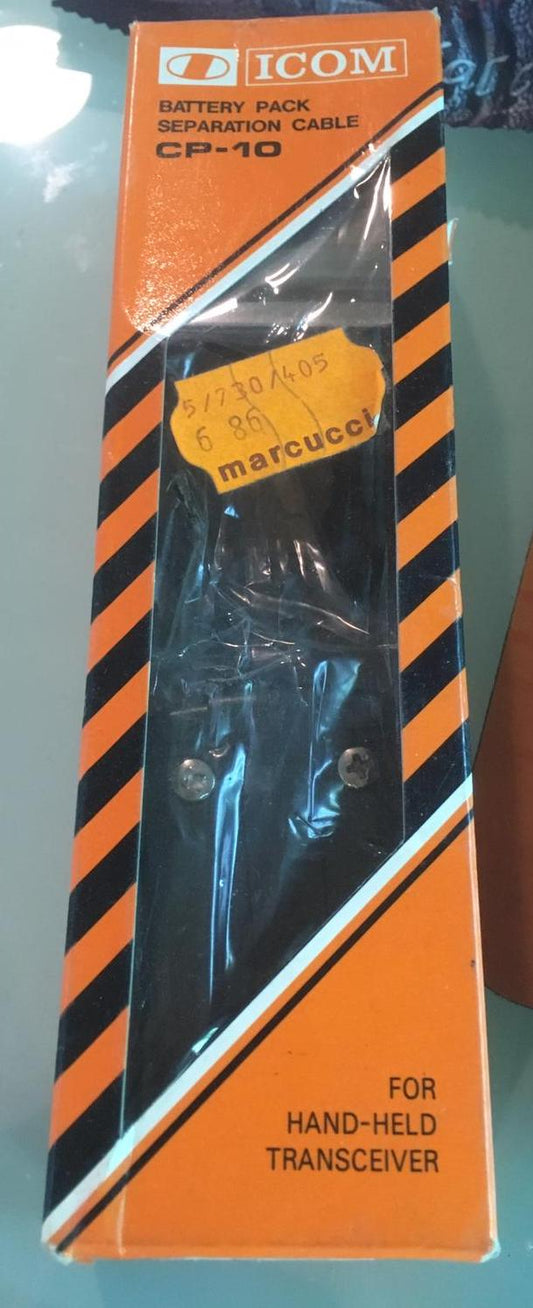 ICOM
BATTERY PACK
SEPARATION CABLE
CP-10
5/730/405
6 86
marcucci
FOR
HAND-HELD
TRANSCEIVER